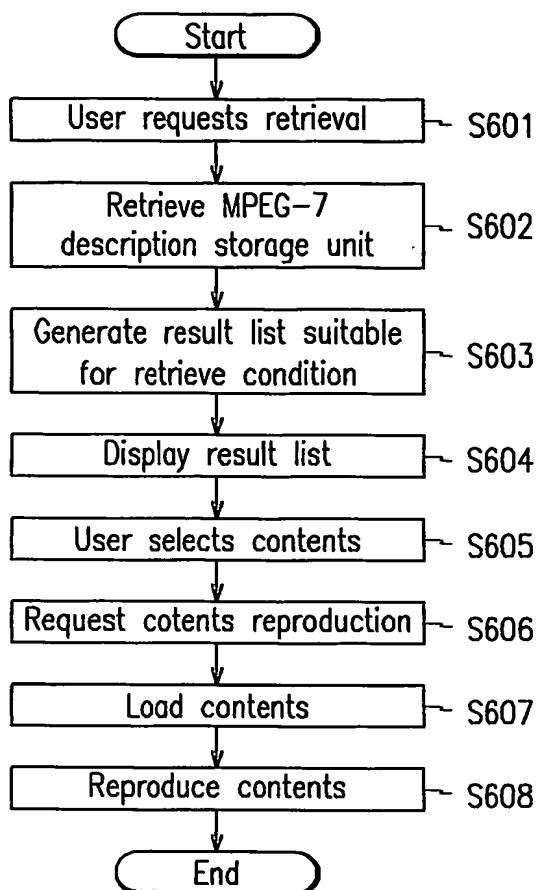 Start
User requests retrieval
S601
Retrieve MPEG-7
description storage unit
S602
Generate result list suitable
for retrieve condition
S603
Display result list
S604
User selects contents
S605
Request cotents reproduction
S606
Load contents
S607
Reproduce contents
S608
End